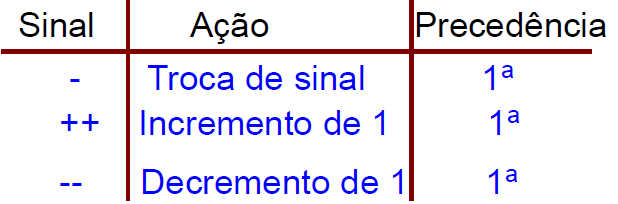 Sinal Ação Precedência
- Troca de sinal 1ª
++ Incremento de 1 1ª
-- Decremento de 1 1ª